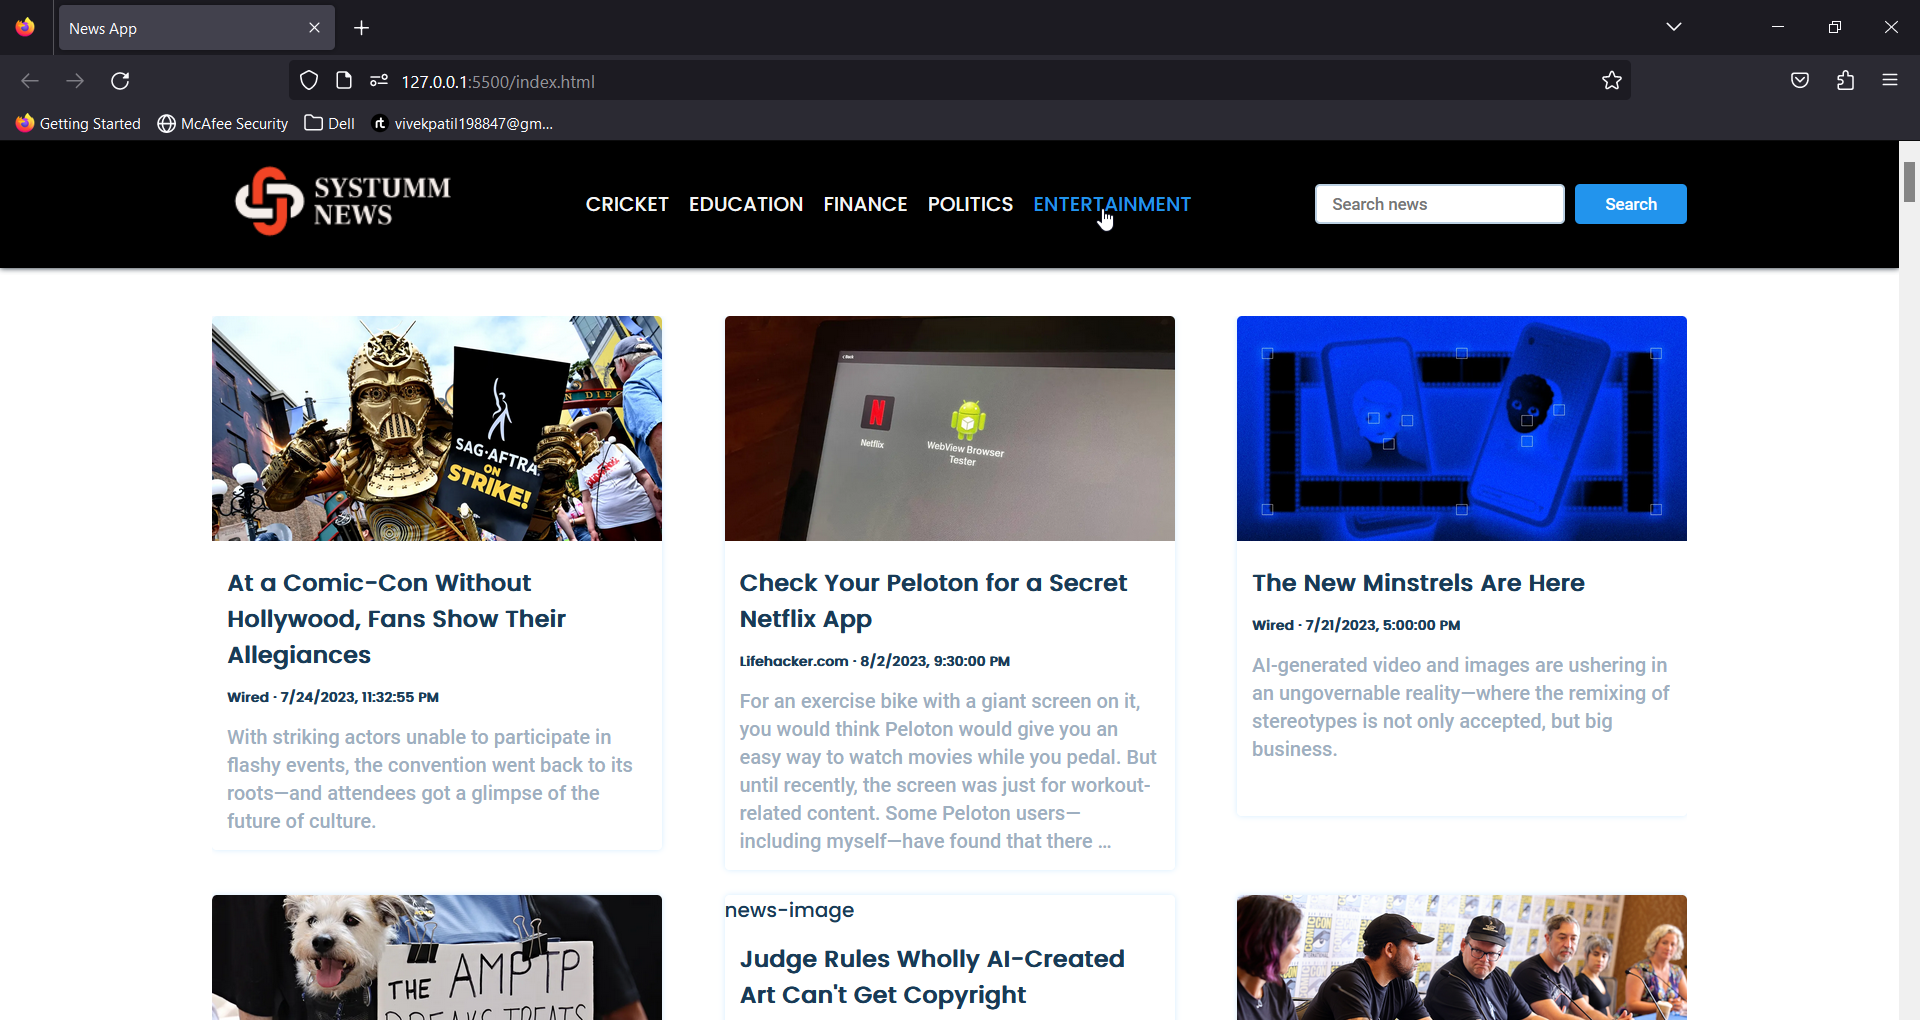 News App
127.0.0.1:5500/index.html
Getting Started
McAfee Security
Dell
rt
vivekpatil198847@gm...
SYSTUMM
NEWS
CRICKET
EDUCATION
FINANCE
POLITICS
ENTERTAINMENT
Search news
Search
N DIEG
SAG·AFTRA
ON
STRIKE!
Back
N
Netflix
WebView Browser
Tester
At a Comic-Con Without
Hollywood, Fans Show Their
Allegiances
Wired · 7/24/2023, 11:32:55 PM
With striking actors unable to participate in
flashy events, the convention went back to its
roots—and attendees got a glimpse of the
future of culture.
Check Your Peloton for a Secret
Netflix App
Lifehacker.com · 8/2/2023, 9:30:00 PM
For an exercise bike with a giant screen on it,
you would think Peloton would give you an
easy way to watch movies while you pedal. But
until recently, the screen was just for workout-
related content. Some Peloton users—
including myself—have found that there ...
The New Minstrels Are Here
Wired · 7/21/2023, 5:00:00 PM
AI-generated video and images are ushering in
an ungovernable reality—where the remixing of
stereotypes is not only accepted, but big
business.
THE AMPTP
BREAKS TREATS
news-image
Judge Rules Wholly AI-Created
Art Can't Get Copyright